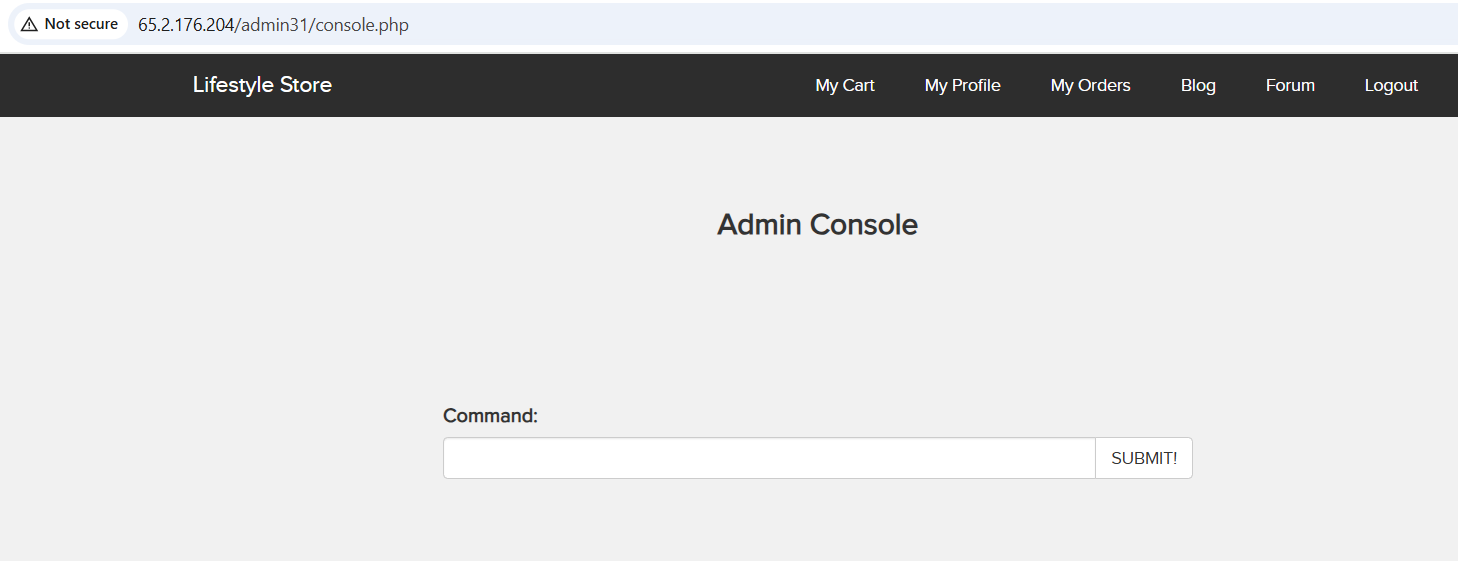 Not secure 65.2.176.204/admin31/console.php
Lifestyle Store My Cart My Profile My Orders Blog Forum Logout
Admin Console
Command:
SUBMIT!